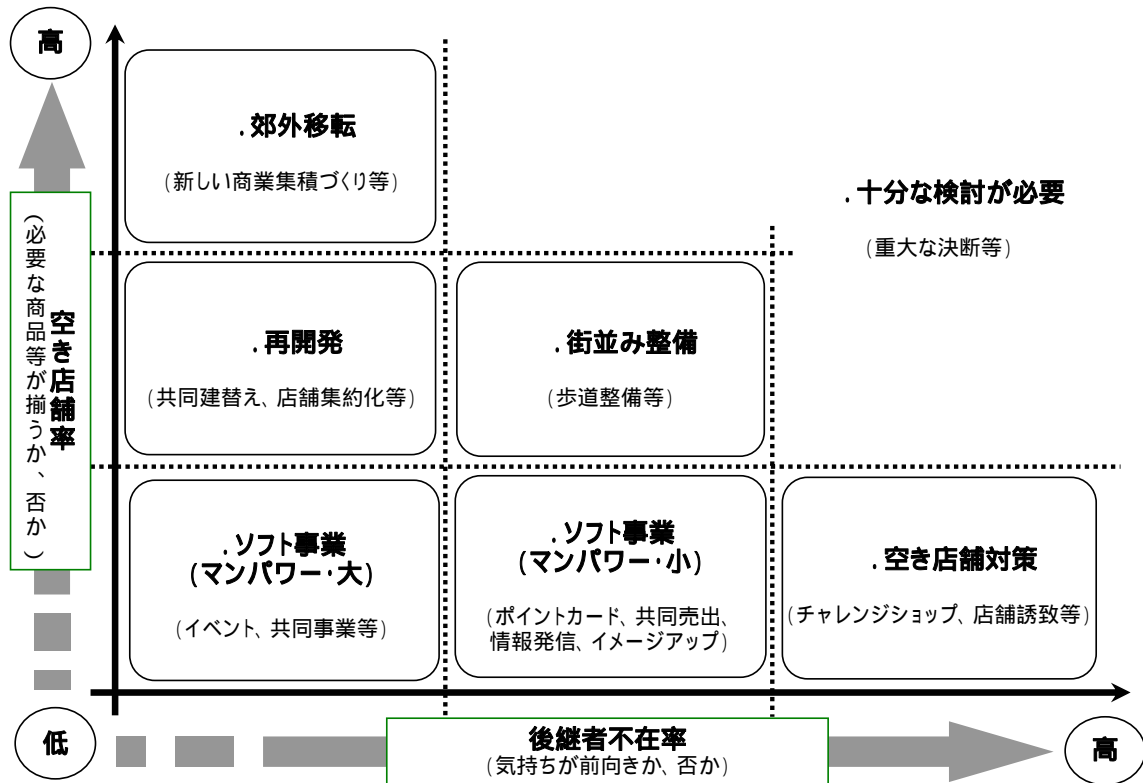 高
.郊外移転
(新しい商業集積づくり等)
.十分な検討が必要
(重大な決断等)
空き店舗率
(必要な商品等が揃うか、否か)
.再開発
(共同建替え、店舗集約化等)
.街並み整備
(歩道整備等)
.ソフト事業
(マンパワー・大)
(イベント、共同事業等)
.ソフト事業
(マンパワー・小)
(ポイントカード、共同売出、
情報発信、イメージアップ)
.空き店舗対策
(チャレンジショップ、店舗誘致等)
低
後継者不在率
(気持ちが前向きか、否か)
高